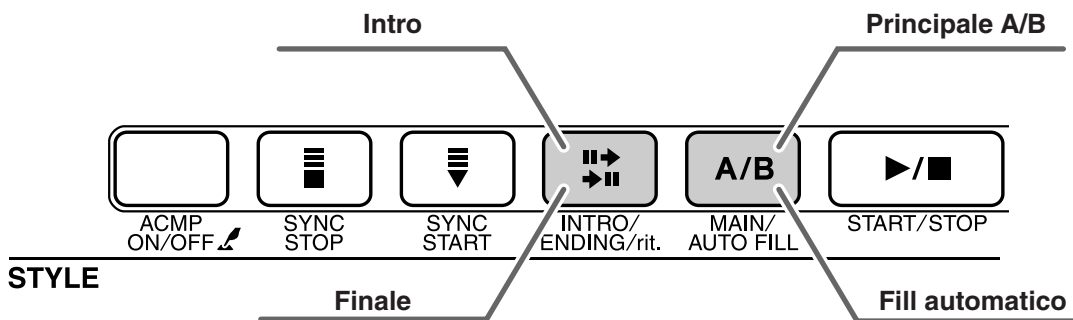 Intro
Principale A/B
A/B
ACMP
ON/OFF
SYNC
STOP
SYNC
START
INTRO/
ENDING/rit.
MAIN/
AUTO FILL
START/STOP
STYLE
Finale
Fill automatico